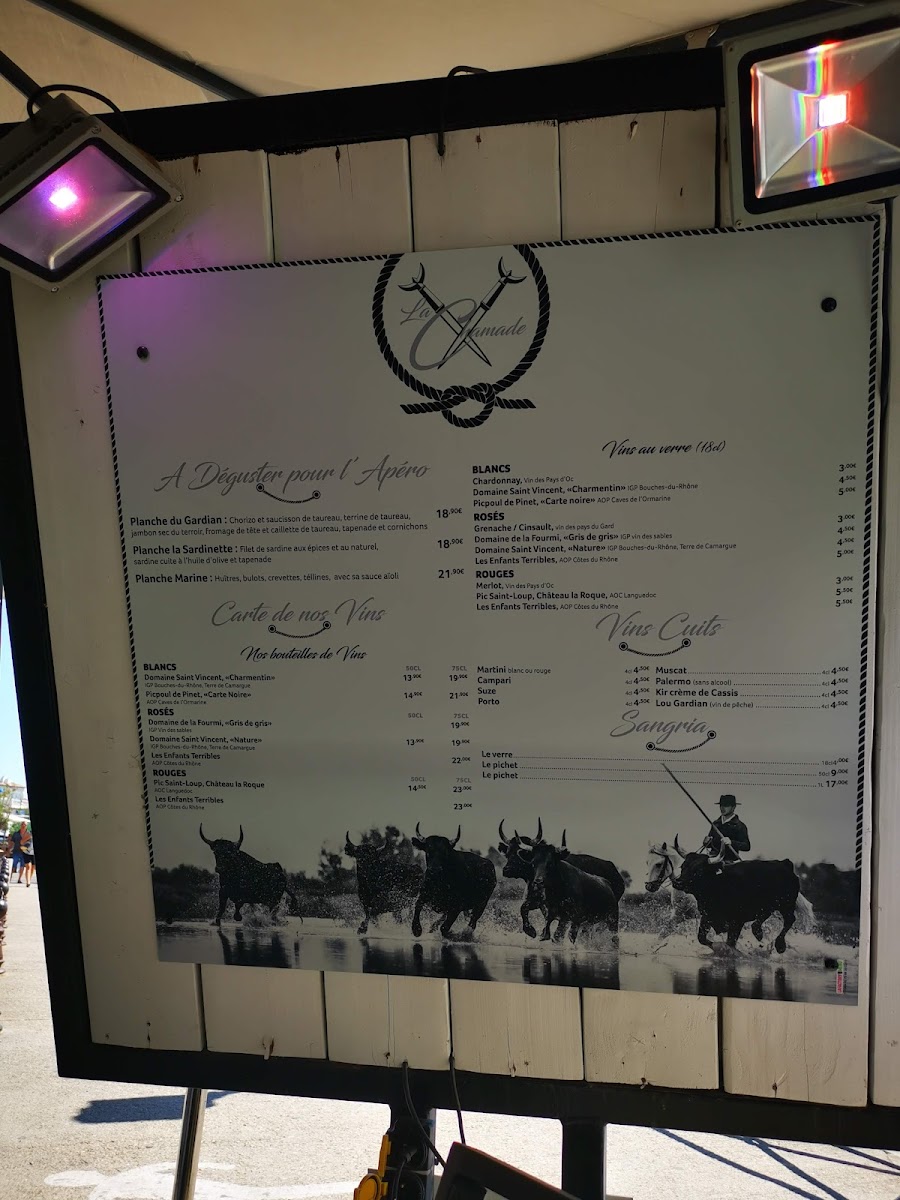 La Chamade
A Déguster pour l'Apéro
Planche du Gardian : Chorizo et saucisson de taureau, terrine de taureau, 18,90€
jambon sec du terroir, fromage de tête et caillette de taureau, tapenade et cornichons
Planche la Sardinette : Filet de sardine aux épices et au naturel, 18,90€
sardine cuite à l'huile d'olive et tapenade
Planche Marine : Huîtres, bulots, crevettes, téllines, avec sa sauce aïoli 21,90€
Carte de nos Vins
Nos bouteilles de Vins
BLANCS 50CL 75CL
Domaine Saint Vincent, «Charmentin» 13,50€ 19,90€
IGP Bouches-du-Rhône, Terre de Camargue
Picpoul de Pinet, «Carte Noire» 14,90€ 21,50€
AOP Caves de l'Ormarine
ROSÉS 50CL 75CL
Domaine de la Fourmi, «Gris de gris» 19,00€
IGP Vin des sables
Domaine Saint Vincent, «Nature» 13,00€ 19,90€
IGP Bouches-du-Rhône, Terre de Camargue
Les Enfants Terribles 22,00€
AOP Côtes du Rhône
ROUGES 50CL 75CL
Pic Saint-Loup, Château la Roque 14,50€ 23,00€
AOC Languedoc
Les Enfants Terribles 23,00€
AOP Côtes du Rhône
Vins au verre (18cl)
BLANCS
Chardonnay, Vin des Pays d'Oc 3,00€
Domaine Saint Vincent, «Charmentin» IGP Bouches-du-Rhône 4,50€
Picpoul de Pinet, «Carte noire» AOP Caves de l'Ormarine 5,00€
ROSÉS
Grenache / Cinsault, vin des pays du Gard 3,00€
Domaine de la Fourmi, «Gris de gris» IGP vin des sables 4,50€
Domaine Saint Vincent, «Nature» IGP Bouches-du-Rhône, Terre de Camargue 4,50€
Les Enfants Terribles, AOP Côtes du Rhône 5,00€
ROUGES
Merlot, Vin des Pays d'Oc 3,00€
Pic Saint-Loup, Château la Roque, AOC Languedoc 5,50€
Les Enfants Terribles, AOP Côtes du Rhône 5,50€
Vins Cuits
Martini blanc ou rouge 4cl 4,50€
Campari 4cl 4,50€
Suze 4cl 4,50€
Porto 4cl 4,50€
Muscat 4cl 4,50€
Palermo (sans alcool) 4cl 4,50€
Kir crème de Cassis 4cl 4,50€
Lou Gardian (vin de pêche) 4cl 4,50€
Sangria
Le verre 18cl 4,00€
Le pichet 50cl 9,00€
Le pichet 1L 17,00€